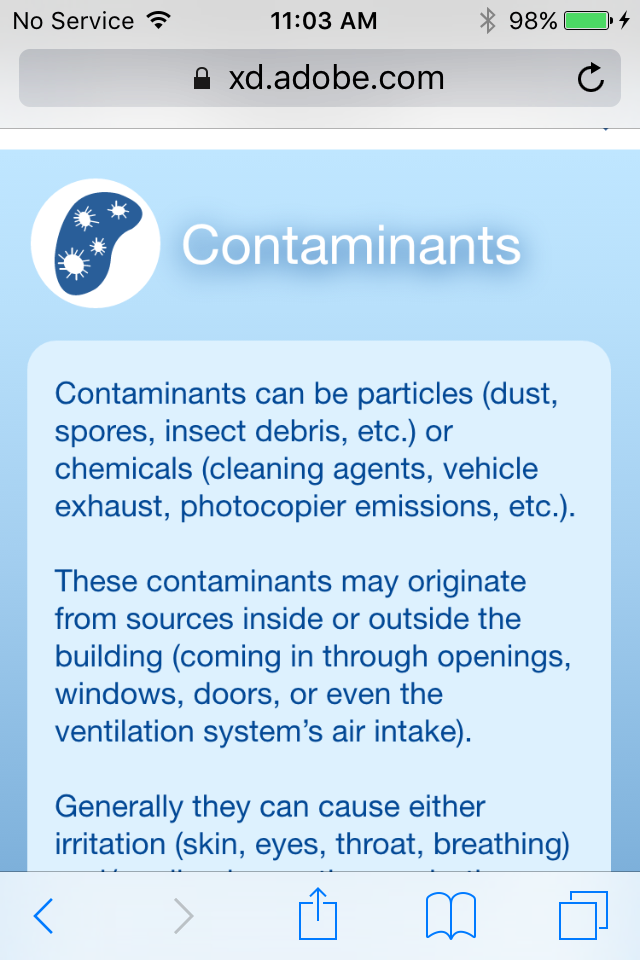 No Service 11:03 AM 98%
xd.adobe.com
Contaminants
Contaminants can be particles (dust,
spores, insect debris, etc.) or
chemicals (cleaning agents, vehicle
exhaust, photocopier emissions, etc.).
These contaminants may originate
from sources inside or outside the
building (coming in through openings,
windows, doors, or even the
ventilation system’s air intake).
Generally they can cause either
irritation (skin, eyes, throat, breathing)